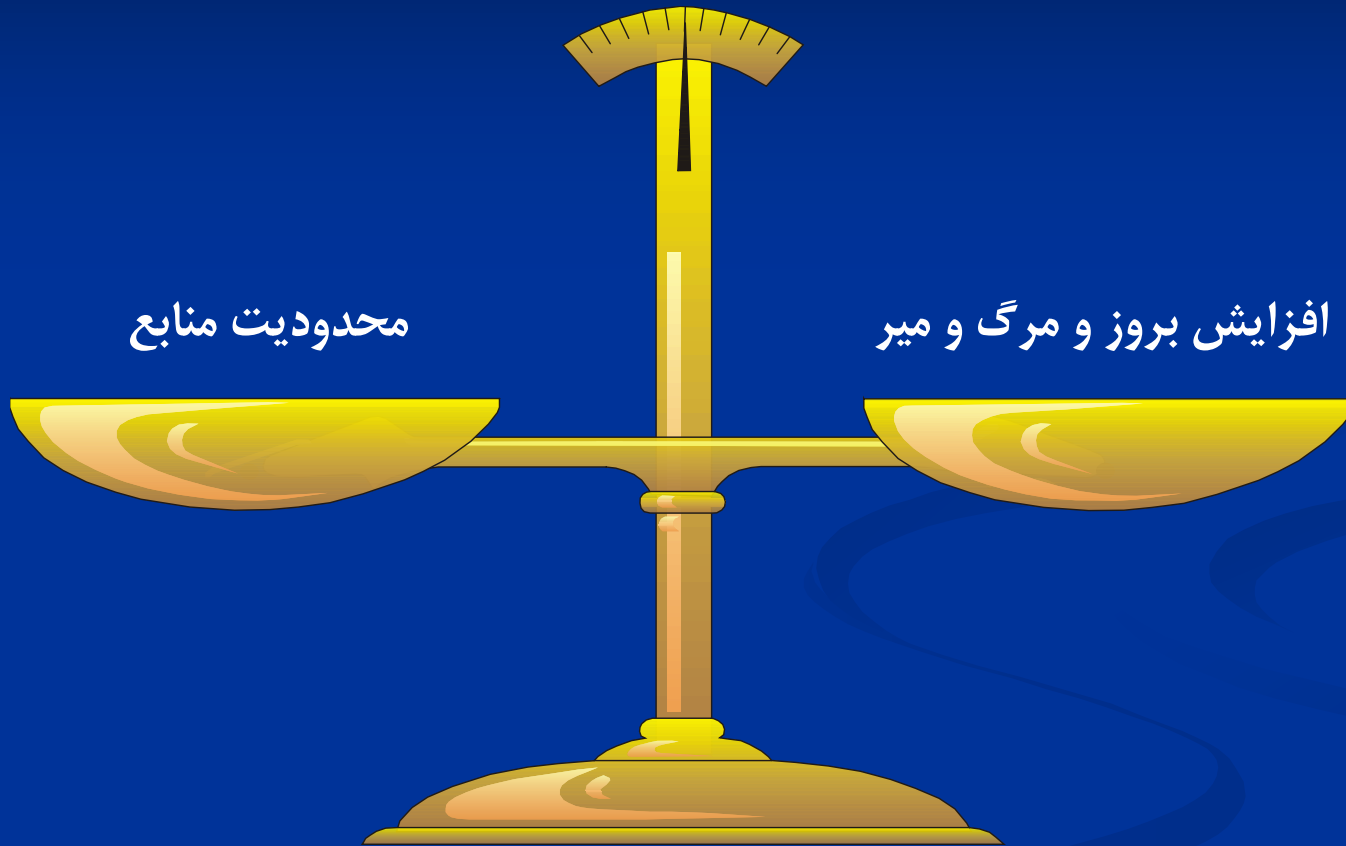 افزایش بروز و مرگ و میر
محدودیت منابع